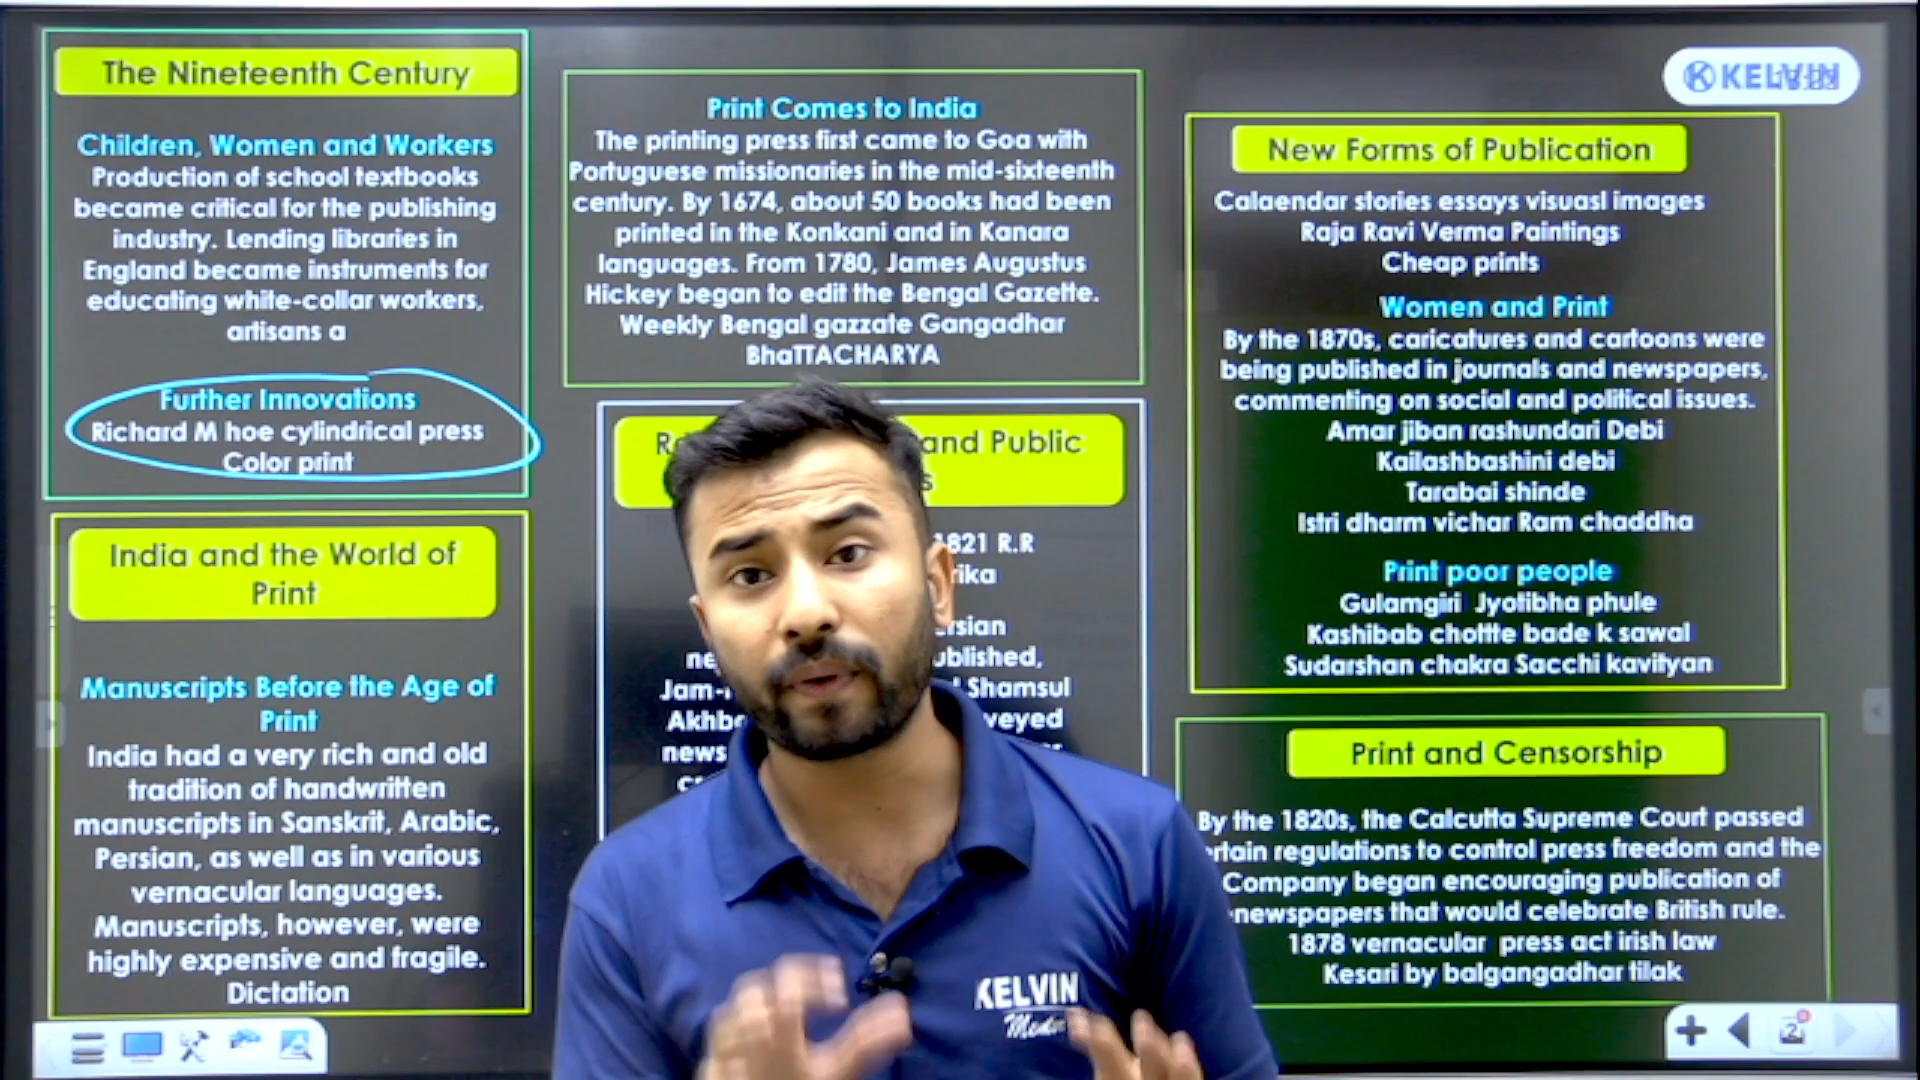 The Nineteenth Century
Children, Women and Workers
Production of school textbooks
became critical for the publishing
industry. Lending libraries in
England became instruments for
educating white-collar workers,
artisans a
Further Innovations
Richard M hoe cylindrical press
Color print
India and the World of
Print
Manuscripts Before the Age of
Print
India had a very rich and old
tradition of handwritten
manuscripts in Sanskrit, Arabic,
Persian, as well as in various
vernacular languages.
Manuscripts, however, were
highly expensive and fragile.
Dictation
Print Comes to India
The printing press first came to Goa with
Portuguese missionaries in the mid-sixteenth
century. By 1674, about 50 books had been
printed in the Konkani and in Kanara
languages. From 1780, James Augustus
Hickey began to edit the Bengal Gazette.
Weekly Bengal gazzate Gangadhar
BhaTTACHARYA
and Public
1821 R.R
Shamsul
news
KELVIN
New Forms of Publication
Calaendar stories essays visuasl images
Raja Ravi Verma Paintings
Cheap prints
Women and Print
By the 1870s, caricatures and cartoons were
being published in journals and newspapers,
commenting on social and political issues.
Amar jiban rashundari Debi
Kailashbashini debi
Tarabai shinde
Istri dharm vichar Ram chaddha
Print poor people
Gulamgiri Jyotibha phule
Kashibab chottte bade k sawal
Sudarshan chakra Sacchi kavityan
Print and Censorship
By the 1820s, the Calcutta Supreme Court passed
regulations to control press freedom and the
Company began encouraging publication of
newspapers that would celebrate British rule.
1878 vernacular press act irish law
Kesari by balgangadhar tilak
2
KELVIN